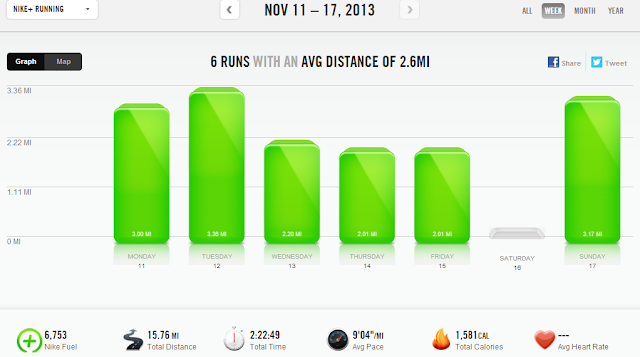 NIKE+ RUNNING
NOV 11 – 17, 2013
ALL WEEK MONTH YEAR
Graph Map
6 RUNS WITH AN AVG DISTANCE OF 2.6MI
Share Tweet
3.36 MI
2.22 MI
1.11 MI
0 MI
3.00 MI 3.36 MI 2.20 MI 2.01 MI 2.01 MI 3.17 MI
MONDAY TUESDAY WEDNESDAY THURSDAY FRIDAY SATURDAY SUNDAY
11 12 13 14 15 16 17
6,753 15.76 MI 2:22:49 9'04"/MI 1,581 CAL ---
Nike Fuel Total Distance Total Time Avg Pace Total Calories Avg Heart Rate